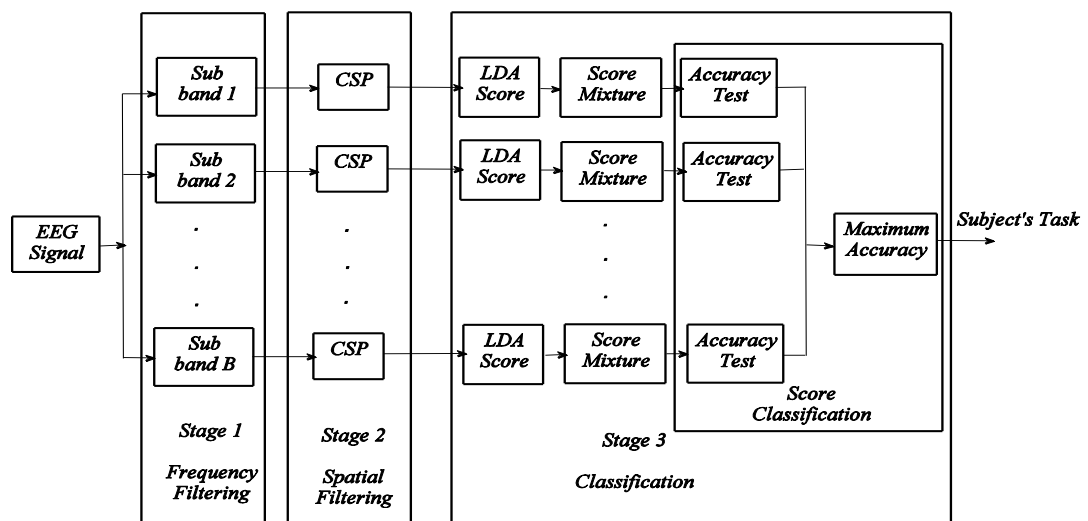 Sub
band 1
CSP
LDA
Score
Score
Mixture
Accuracy
Test
Sub
band 2
CSP
LDA
Score
Score
Mixture
Accuracy
Test
EEG
Signal
Maximum
Accuracy
Subject's Task
Sub
band B
CSP
LDA
Score
Score
Mixture
Accuracy
Test
Score
Classification
Stage 1
Stage 2
Stage 3
Frequency
Filtering
Spatial
Filtering
Classification